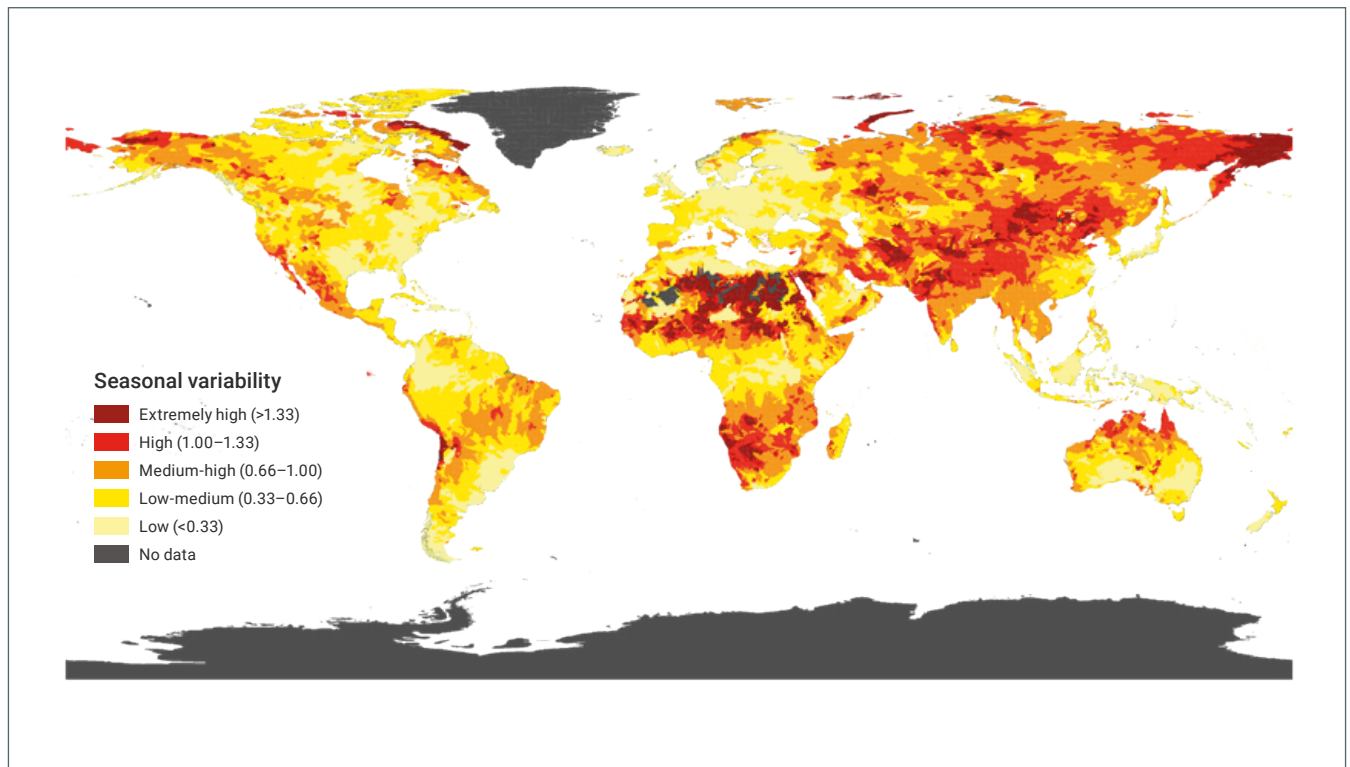 Seasonal variability
Extremely high (>1.33)
High (1.00–1.33)
Medium-high (0.66–1.00)
Low-medium (0.33–0.66)
Low (<0.33)
No data